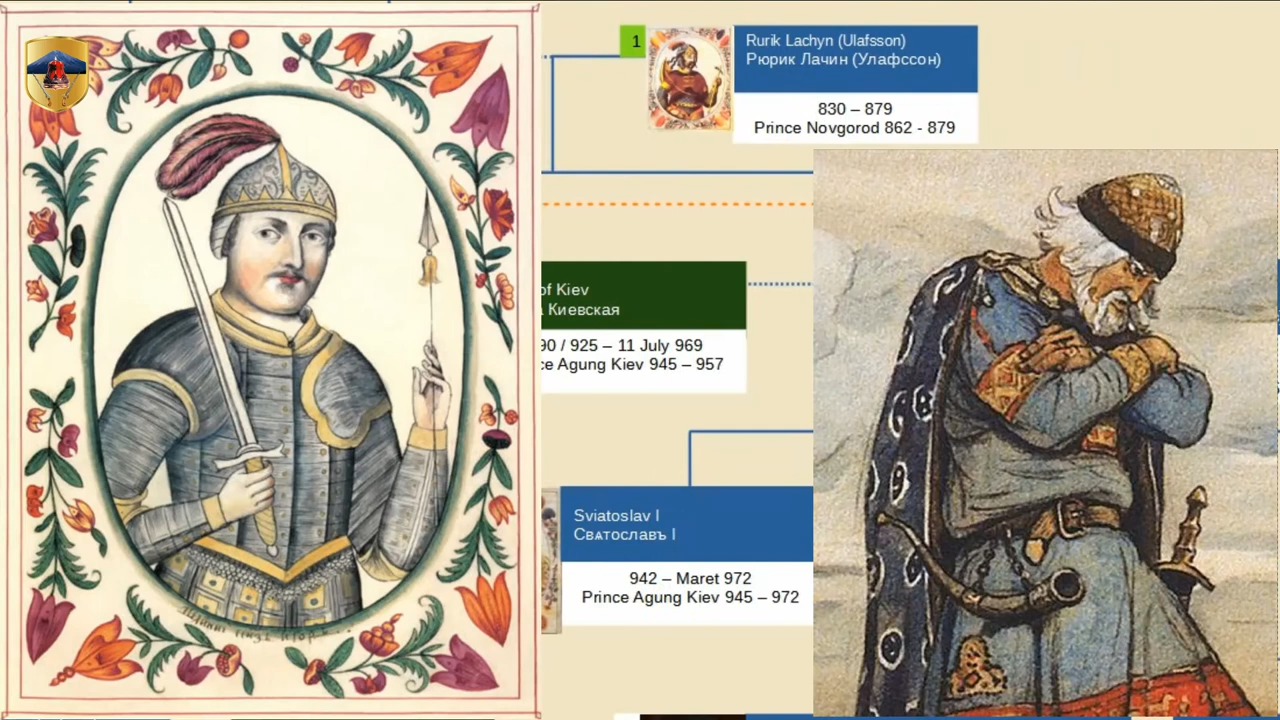 1
Rurik Lachyn (Ulafsson)
Рюрик Лачин (Улафссон)
830 – 879
Prince Novgorod 862 - 879
of Kiev
Киевская
90 / 925 – 11 July 969
ce Agung Kiev 945 – 957
Sviatoslav I
Свѧтославъ I
942 – Maret 972
Prince Agung Kiev 945 – 972